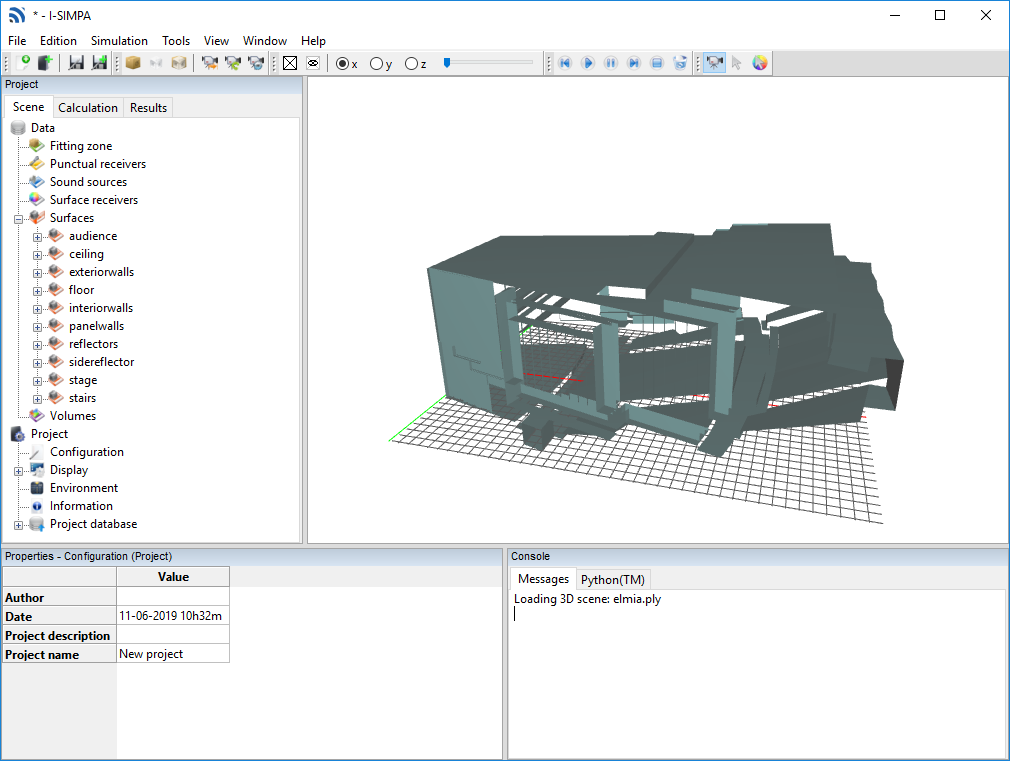 * - I-SIMPA
File Edition Simulation Tools View Window Help
x y z
Project
Scene Calculation Results
Data
Fitting zone
Punctual receivers
Sound sources
Surface receivers
Surfaces
audience
ceiling
exteriorwalls
floor
interiorwalls
panelwalls
reflectors
sidereflector
stage
stairs
Volumes
Project
Configuration
Display
Environment
Information
Project database
Properties - Configuration (Project)
Value
Author
Date 11-06-2019 10h32m
Project description
Project name New project
Console
Messages Python(TM)
Loading 3D scene: elmia.ply